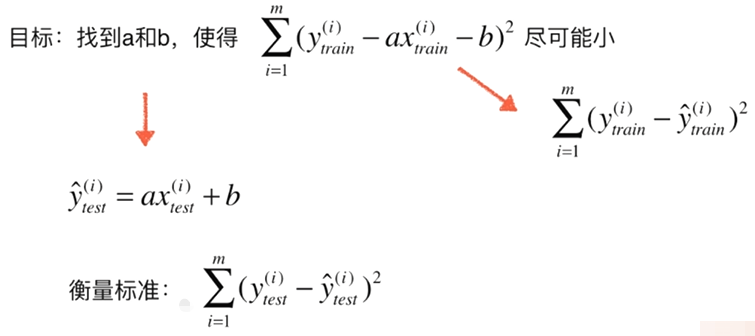 目标：找到a和b，使得 $\sum_{i=1}^{m}(y_{train}^{(i)} - ax_{train}^{(i)} - b)^2$ 尽可能小
$\sum_{i=1}^{m}(y_{train}^{(i)} - \hat{y}_{train}^{(i)})^2$
$\hat{y}_{test}^{(i)} = ax_{test}^{(i)} + b$
衡量标准： $\sum_{i=1}^{m}(y_{test}^{(i)} - \hat{y}_{test}^{(i)})^2$